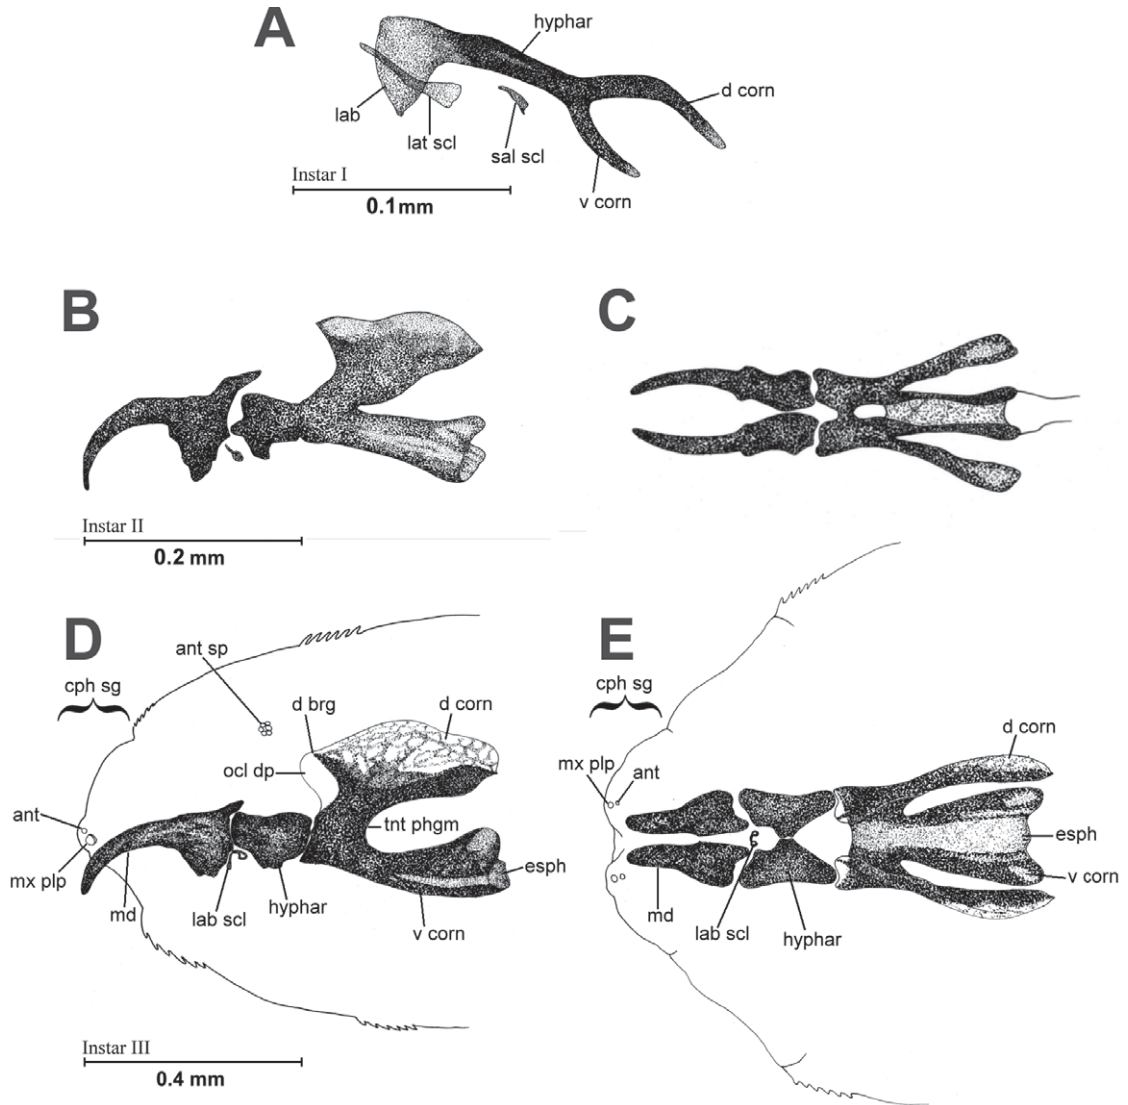 A
hyphar
d corn
lab
lat scl
sal scl
v corn
Instar I
0.1mm
B
C
Instar II
0.2 mm
D
E
ant sp
cph sg
d brg
d corn
ocl dp
ant
tnt phgm
mx plp
esph
md
lab scl
hyphar
v corn
cph sg
d corn
mx plp
ant
esph
v corn
md
lab scl
hyphar
Instar III
0.4 mm